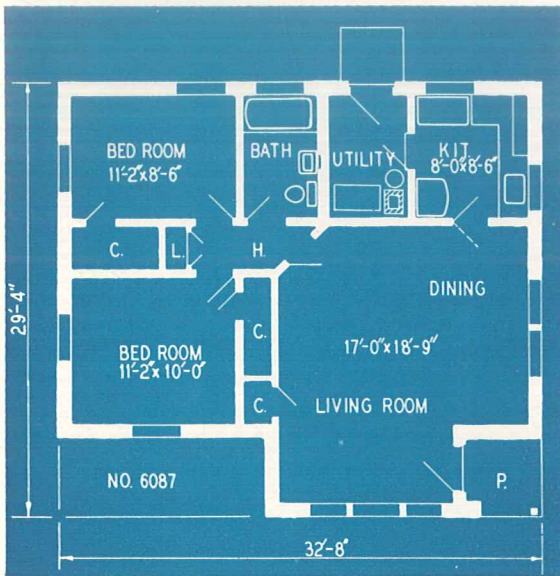 BED ROOM
11'-2"x8'-6"
BATH
UTILITY
KIT.
8'-0"x8'-6"
C.
L.
H.
DINING
29'-4"
BED ROOM
11'-2"x10'-0"
C.
17'-0"x18'-9"
C.
LIVING ROOM
NO. 6087
P.
32'-8"